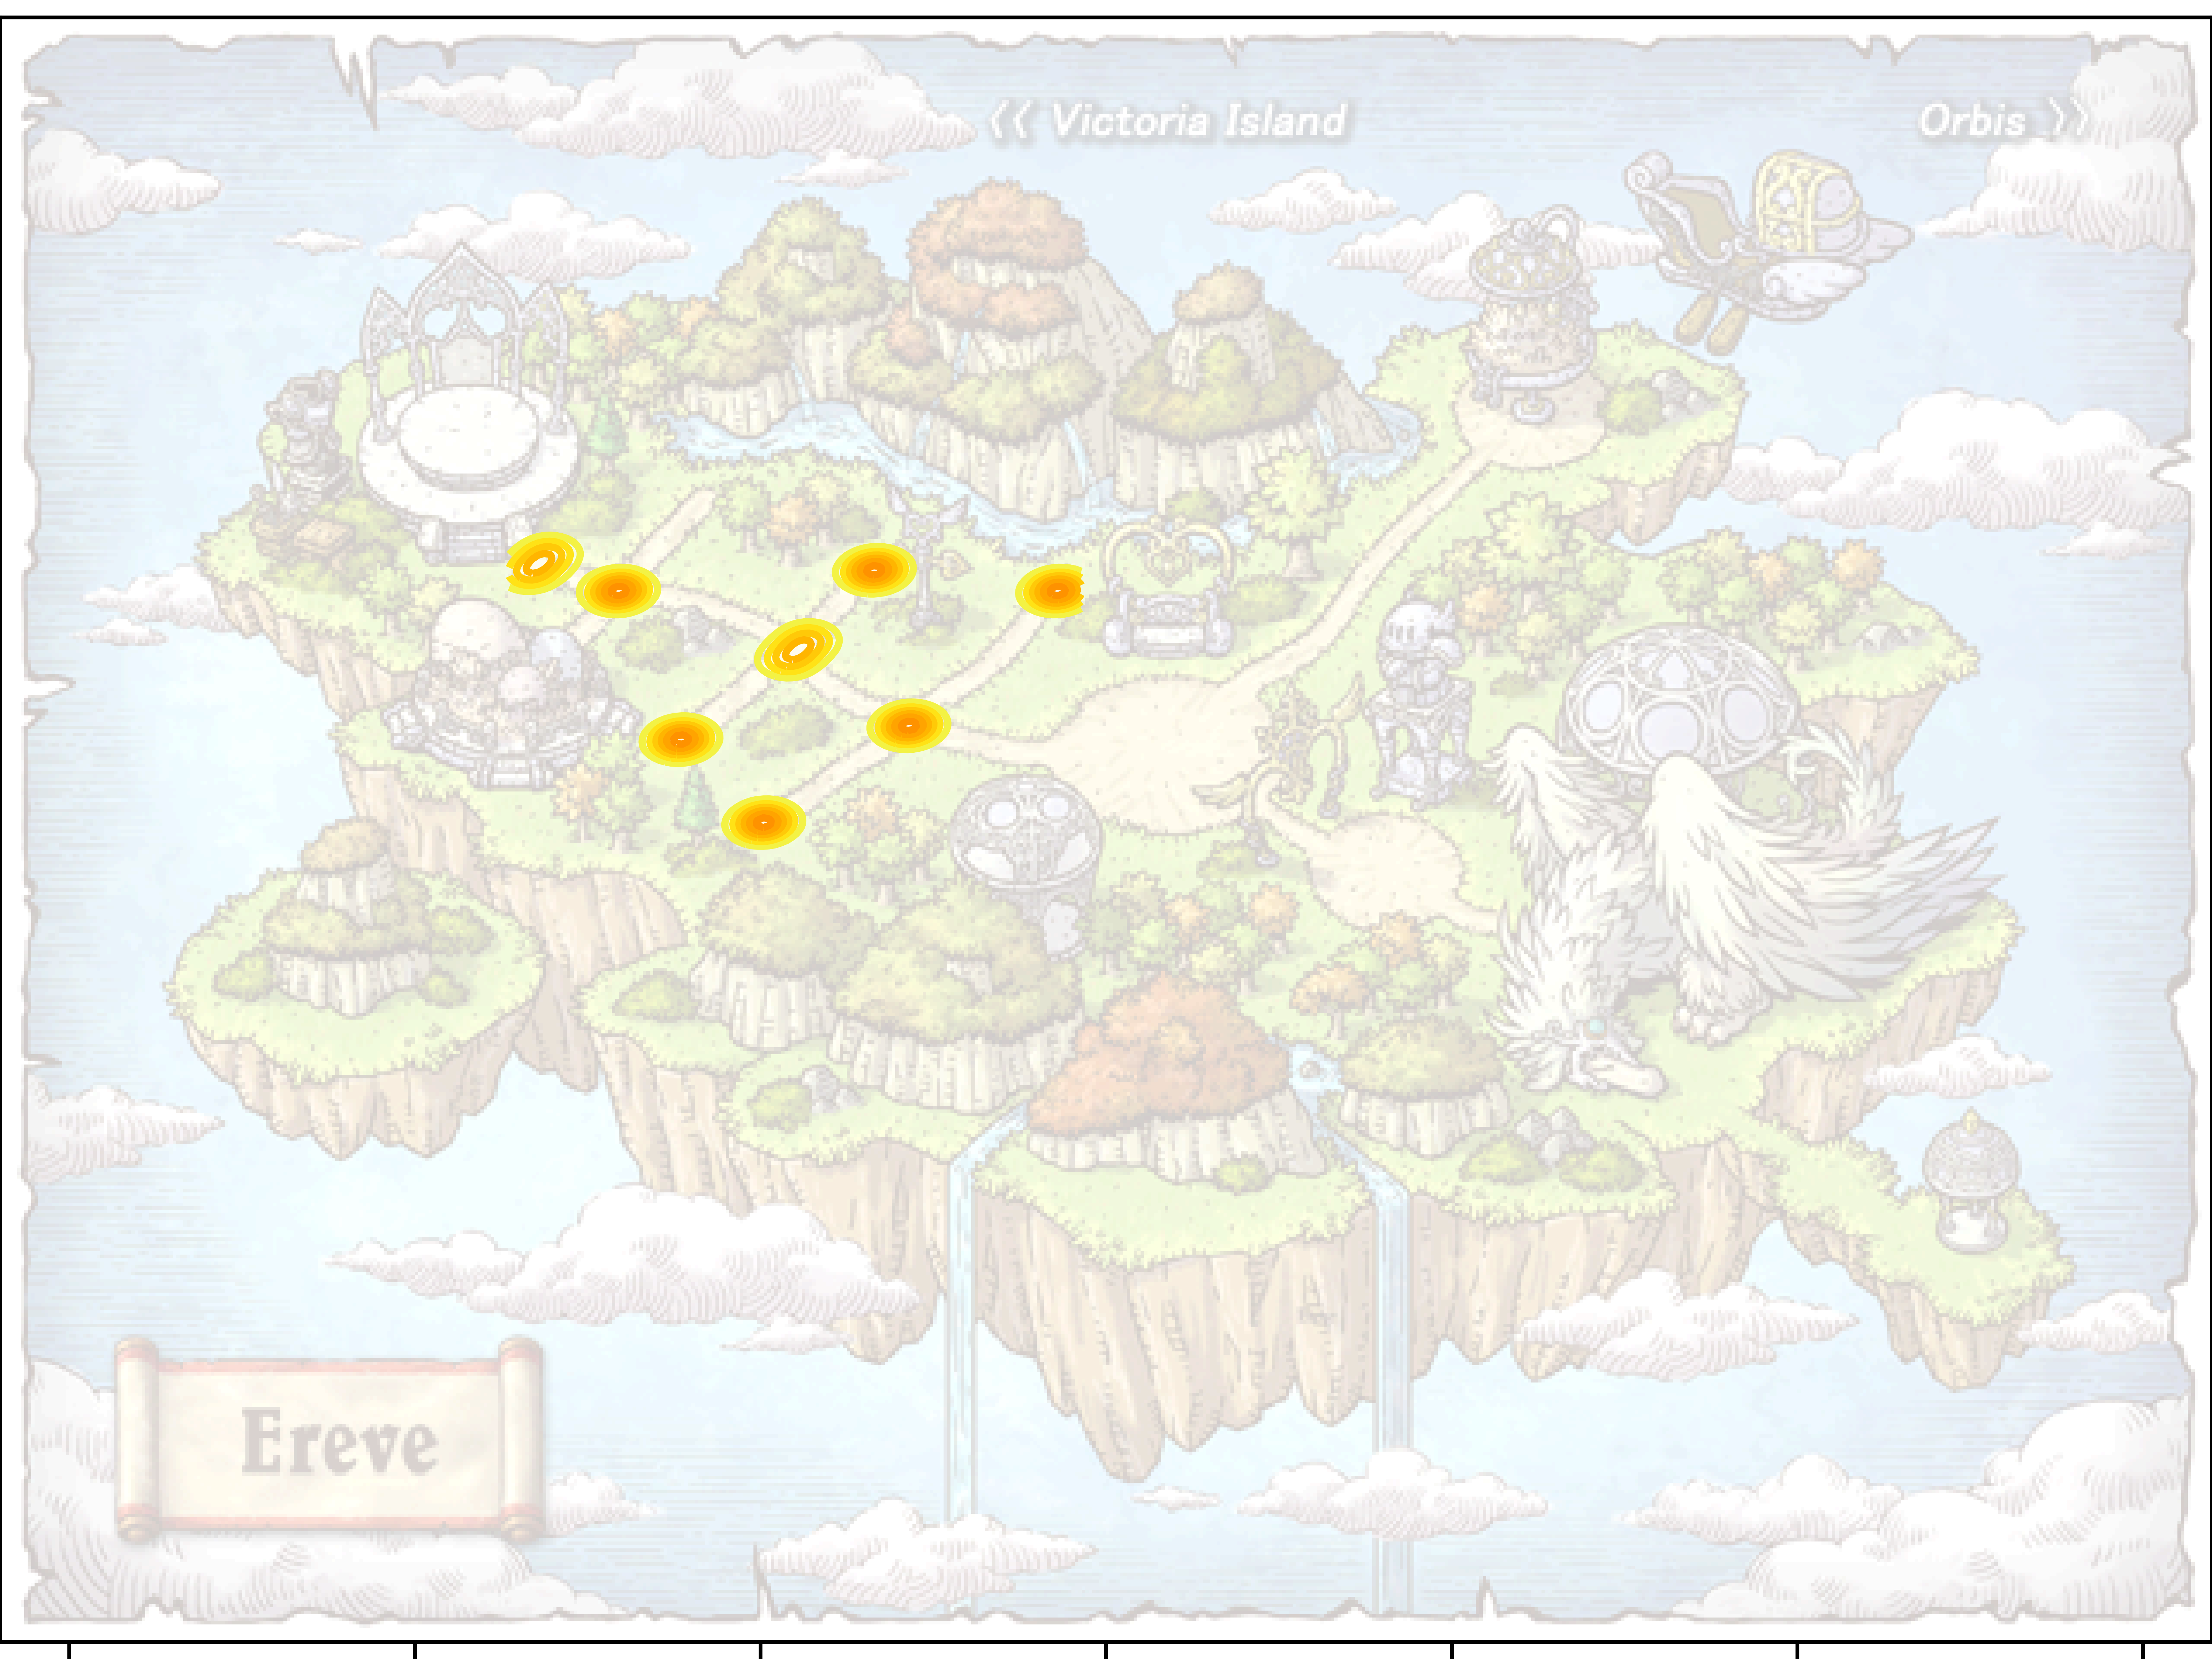 ⟨⟨ Victoria Island
Orbis ⟩⟩
Ereve